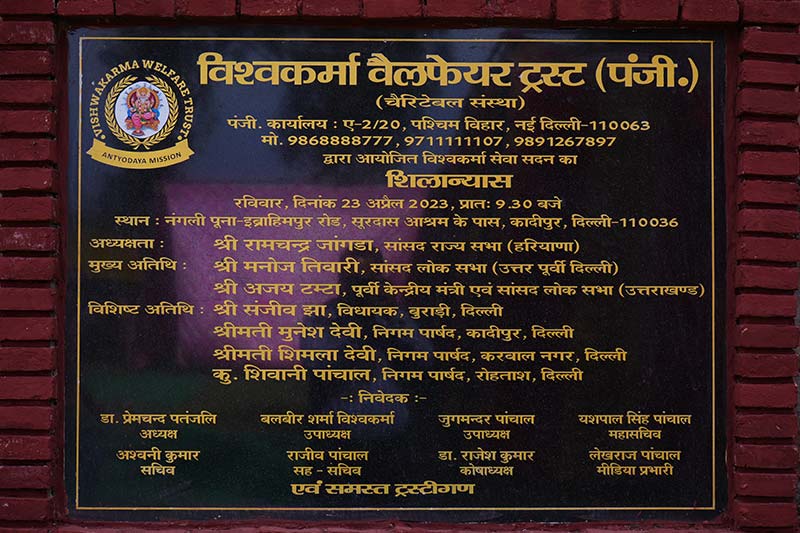 विश्वकर्मा वैलफेयर ट्रस्ट (पंजी॰)
VISHWAKARMA WELFARE TRUST
ANTYODAYA MISSION
(चैरिटेबल संस्था)
पंजी. कार्यालय : ए-2/20, पश्चिम विहार, नई दिल्ली-110063
मो. 9868888777, 9711111107, 9891267897
द्वारा आयोजित विश्वकर्मा सेवा सदन का
शिलान्यास
रविवार, दिनांक 23 अप्रैल 2023, प्रातः 9.30 बजे
स्थान : नंगली पूना-इब्राहिमपुर रोड, सूरदास आश्रम के पास, कादीपुर, दिल्ली-110036
अध्यक्षता : श्री रामचन्द्र जांगडा, सांसद राज्य सभा (हरियाणा)
मुख्य अतिथि : श्री मनोज तिवारी, सांसद लोक सभा (उत्तर पूर्वी दिल्ली)
श्री अजय टम्टा, पूर्वी केन्द्रीय मंत्री एवं सांसद लोक सभा (उत्तराखण्ड)
विशिष्ट अतिथि : श्री संजीव झा, विधायक, बुराड़ी, दिल्ली
श्रीमती मुनेश देवी, निगम पार्षद, कादीपुर, दिल्ली
श्रीमती शिमला देवी, निगम पार्षद, करवाल नगर, दिल्ली
कु. शिवानी पांचाल, निगम पार्षद, रोहताश, दिल्ली
-: निवेदक :-
डा. प्रेमचन्द पतंजलि बलबीर शर्मा विश्वकर्मा जुगमन्दर पांचाल यशपाल सिंह पांचाल
अध्यक्ष उपाध्यक्ष उपाध्यक्ष महासचिव
अश्वनी कुमार राजीव पांचाल डा. राजेश कुमार लेखराज पांचाल
सचिव सह - सचिव कोषाध्यक्ष मीडिया प्रभारी
एवं समस्त ट्रस्टीगण